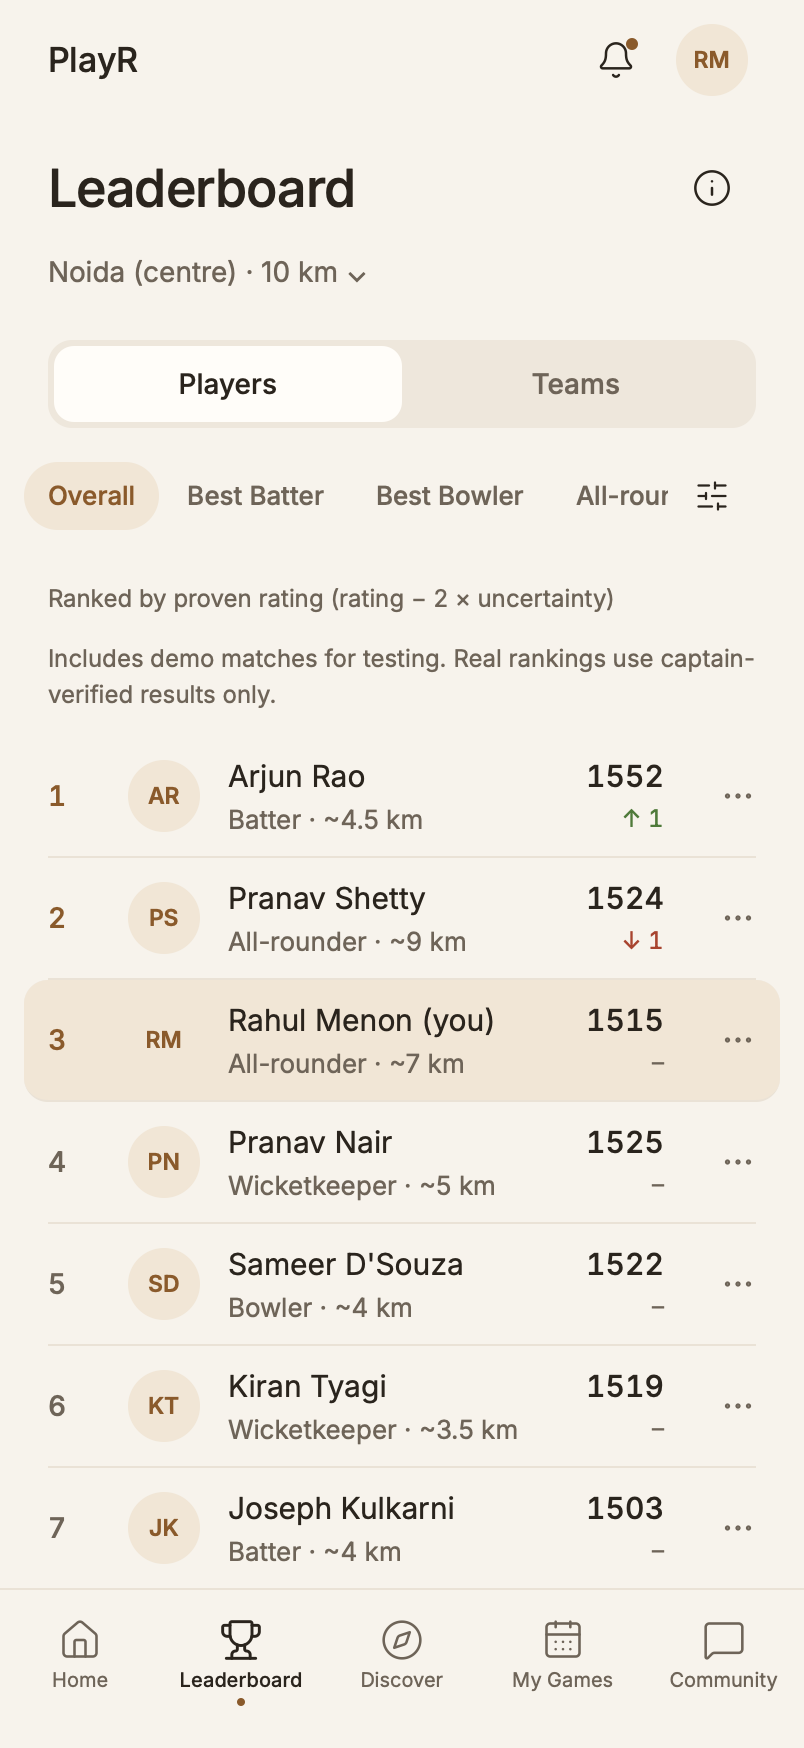 PlayR
RM
Leaderboard
Noida (centre) · 10 km
Players
Teams
Overall
Best Batter
Best Bowler
All-roun
Ranked by proven rating (rating − 2 × uncertainty)
Includes demo matches for testing. Real rankings use captain-
verified results only.
1
AR
Arjun Rao
1552
Batter · ~4.5 km
↑ 1
2
PS
Pranav Shetty
1524
All-rounder · ~9 km
↓ 1
3
RM
Rahul Menon (you)
1515
All-rounder · ~7 km
–
4
PN
Pranav Nair
1525
Wicketkeeper · ~5 km
–
5
SD
Sameer D'Souza
1522
Bowler · ~4 km
–
6
KT
Kiran Tyagi
1519
Wicketkeeper · ~3.5 km
–
7
JK
Joseph Kulkarni
1503
Batter · ~4 km
–
Home
Leaderboard
Discover
My Games
Community